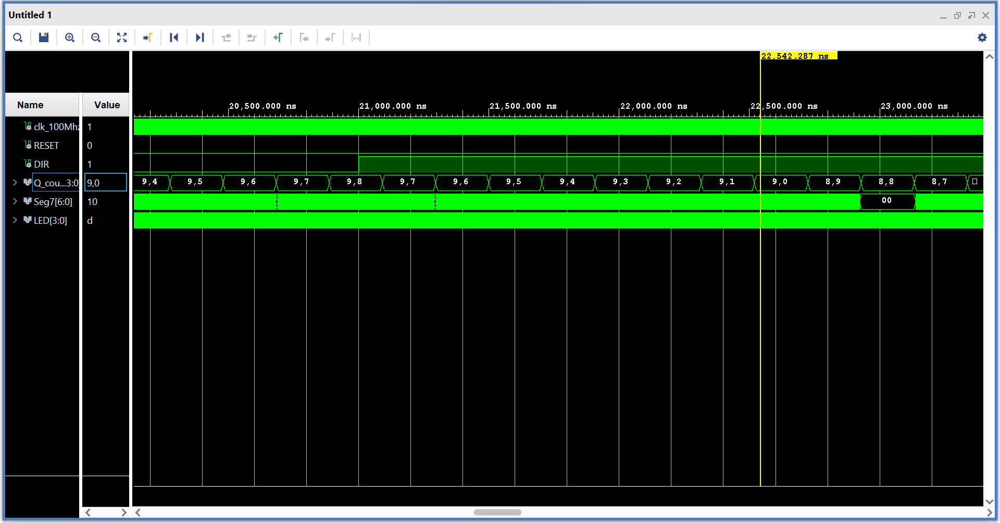 Untitled 1
22,542.287 ns
Name Value
20,500.000 ns 21,000.000 ns 21,500.000 ns 22,000.000 ns 22,500.000 ns 23,000.000 ns
clk_100Mhz 1
RESET 0
DIR 1
Q_cou...3:0] 9,0 9,4 9,5 9,6 9,7 9,8 9,7 9,6 9,5 9,4 9,3 9,2 9,1 9,0 8,9 8,8 8,7
Seg7[6:0] 10 00
LED[3:0] d